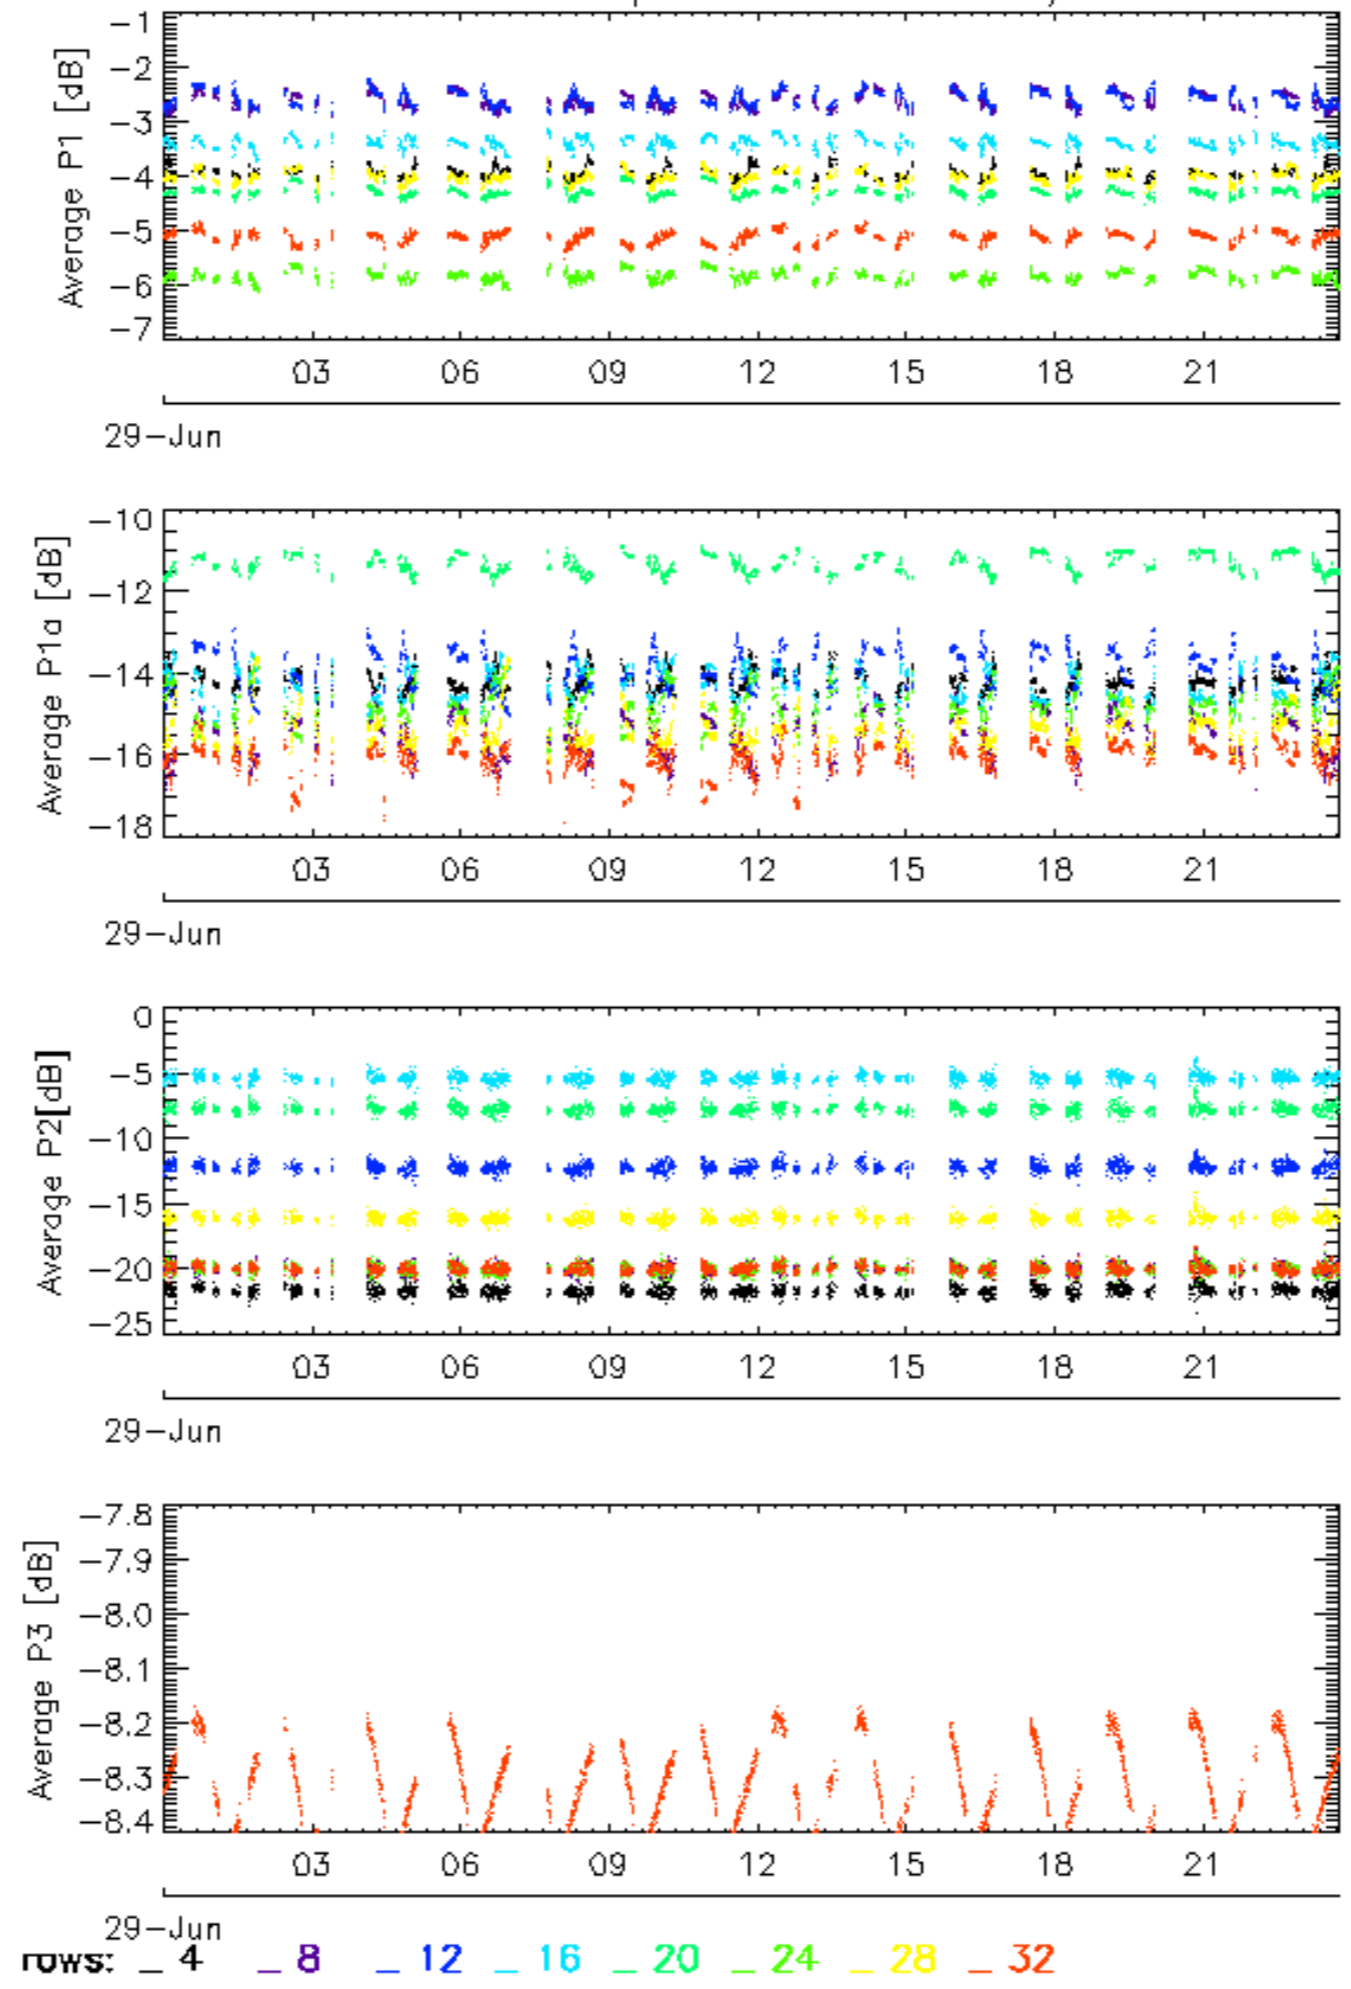 -1
-2
-3
-4
-5
-6
-7
Average P1 [dB]
03 06 09 12 15 18 21
29-Jun
-10
-12
-14
-16
-18
Average P1a [dB]
03 06 09 12 15 18 21
29-Jun
0
-5
-10
-15
-20
-25
Average P2[dB]
03 06 09 12 15 18 21
29-Jun
-7.8
-7.9
-8.0
-8.1
-8.2
-8.3
-8.4
Average P3 [dB]
03 06 09 12 15 18 21
29-Jun
rows: _ 4 _ 8 _ 12 _ 16 _ 20 _ 24 _ 28 _ 32